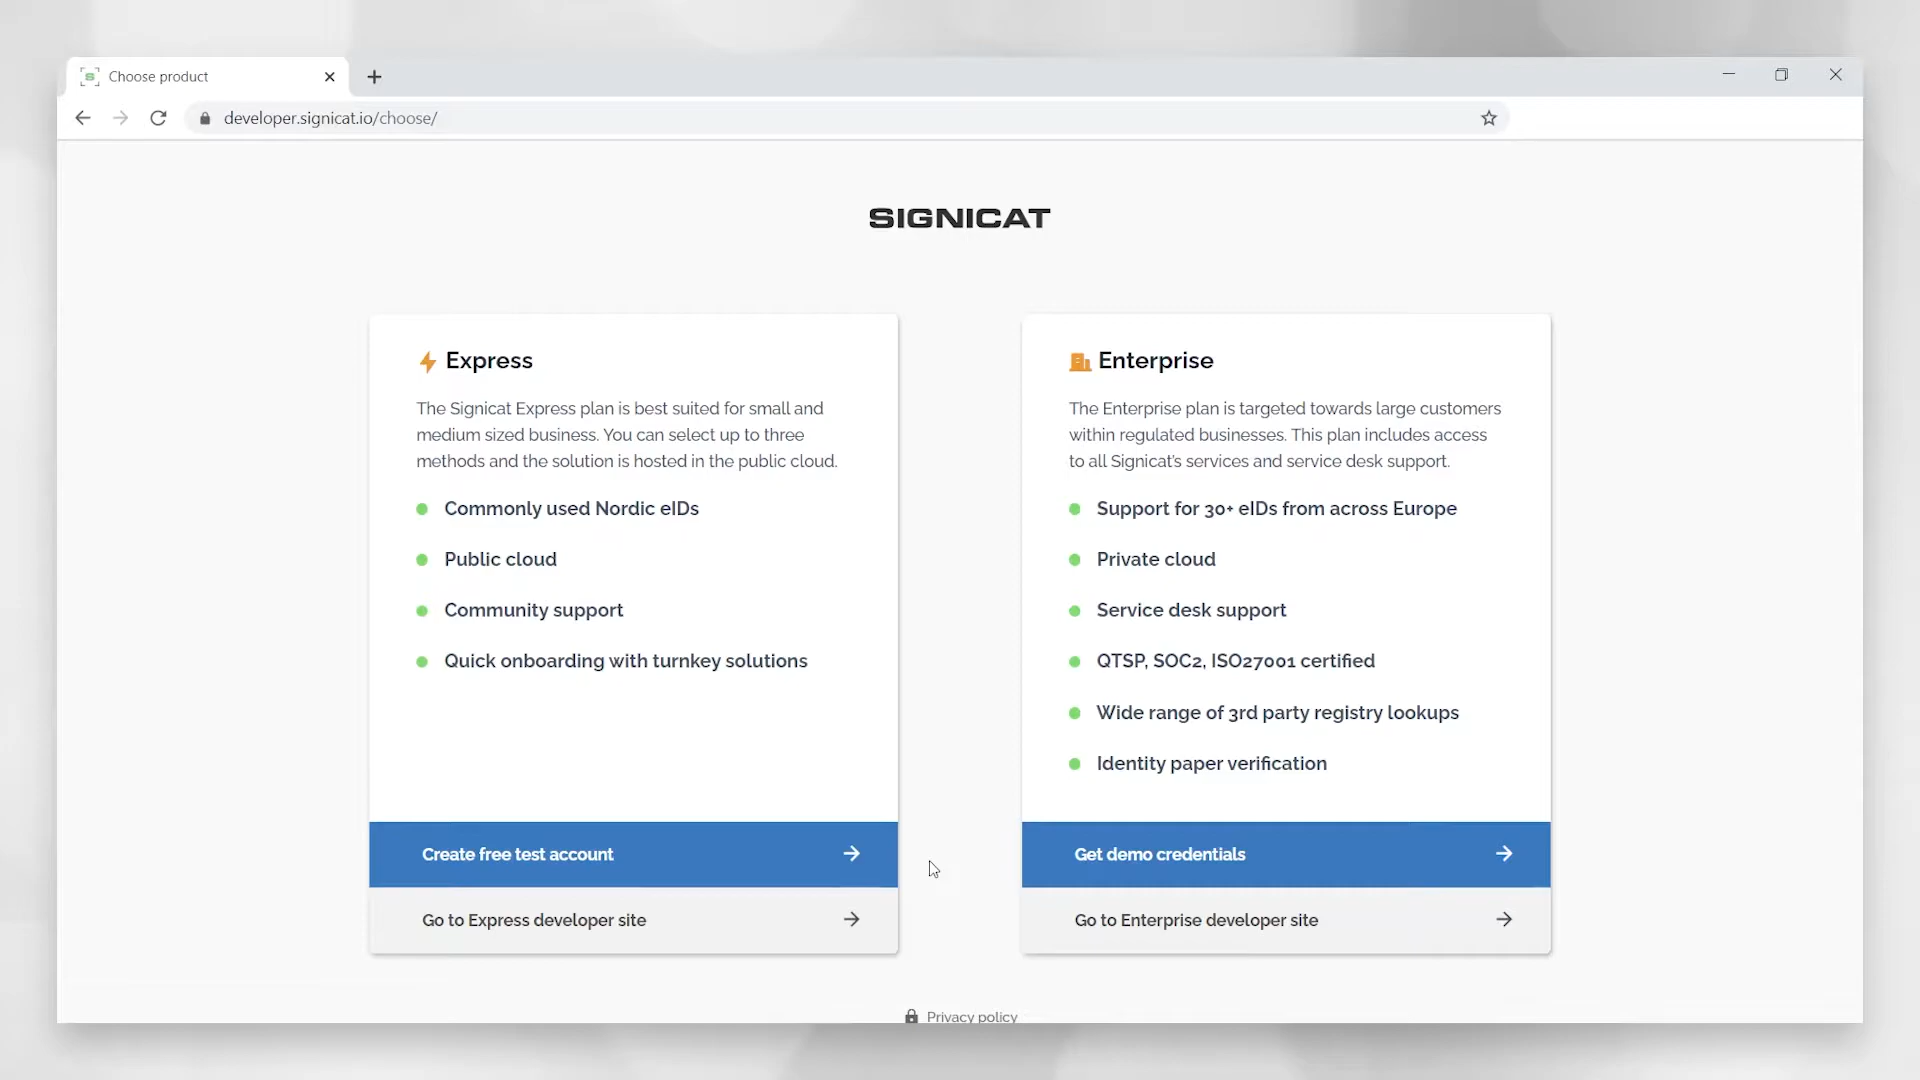 Choose product
developer.signicat.io/choose/
SIGNICAT
Express
The Signicat Express plan is best suited for small and
medium sized business. You can select up to three
methods and the solution is hosted in the public cloud.
Commonly used Nordic eIDs
Public cloud
Community support
Quick onboarding with turnkey solutions
Create free test account
Go to Express developer site
Enterprise
The Enterprise plan is targeted towards large customers
within regulated businesses. This plan includes access
to all Signicat's services and service desk support.
Support for 30+ eIDs from across Europe
Private cloud
Service desk support
QTSP, SOC2, ISO27001 certified
Wide range of 3rd party registry lookups
Identity paper verification
Get demo credentials
Go to Enterprise developer site
Privacy policy